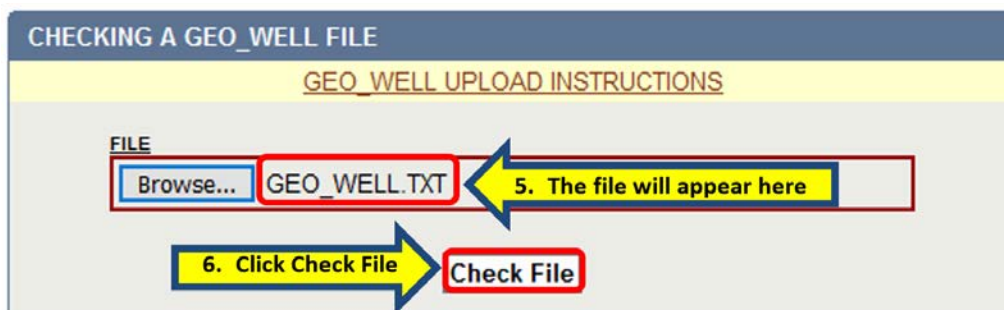 CHECKING A GEO_WELL FILE
GEO_WELL UPLOAD INSTRUCTIONS
FILE
Browse... GEO_WELL.TXT 5. The file will appear here
6. Click Check File Check File